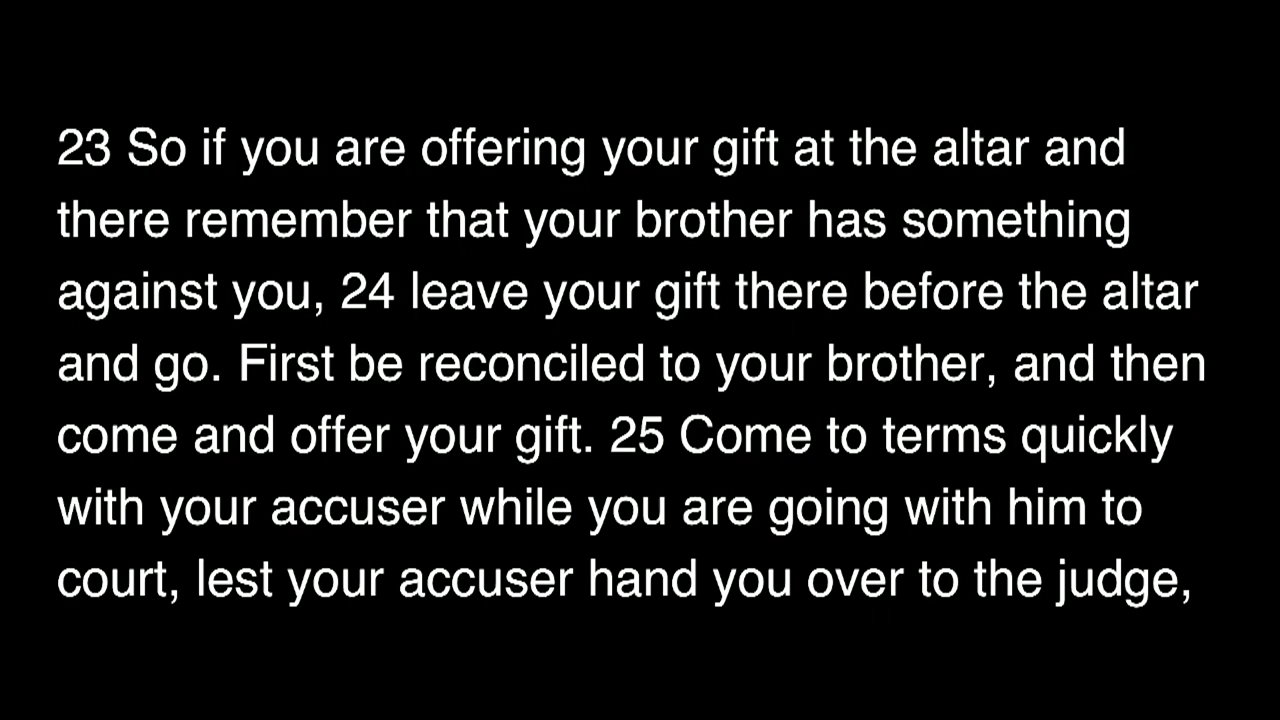 23 So if you are offering your gift at the altar and
there remember that your brother has something
against you, 24 leave your gift there before the altar
and go. First be reconciled to your brother, and then
come and offer your gift. 25 Come to terms quickly
with your accuser while you are going with him to
court, lest your accuser hand you over to the judge,